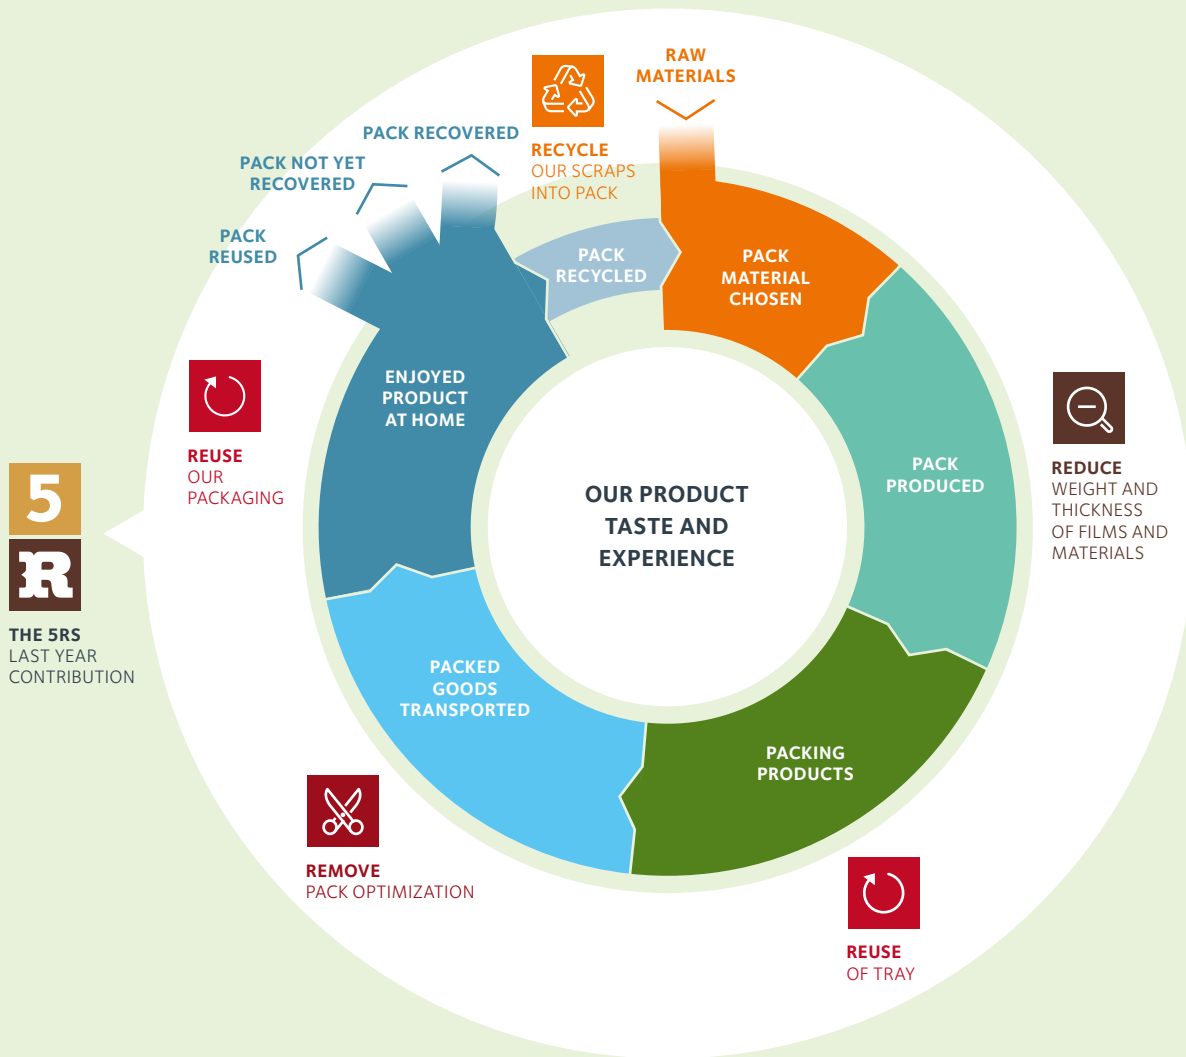 RAW
MATERIALS
PACK RECOVERED
RECYCLE
OUR SCRAPS
INTO PACK
PACK NOT YET
RECOVERED
PACK
REUSED
PACK
RECYCLED
PACK
MATERIAL
CHOSEN
ENJOYED
PRODUCT
AT HOME
REUSE
OUR
PACKAGING
PACK
PRODUCED
REDUCE
WEIGHT AND
THICKNESS
OF FILMS AND
MATERIALS
OUR PRODUCT
TASTE AND
EXPERIENCE
5
R
THE 5RS
LAST YEAR
CONTRIBUTION
PACKED
GOODS
TRANSPORTED
PACKING
PRODUCTS
REMOVE
PACK OPTIMIZATION
REUSE
OF TRAY